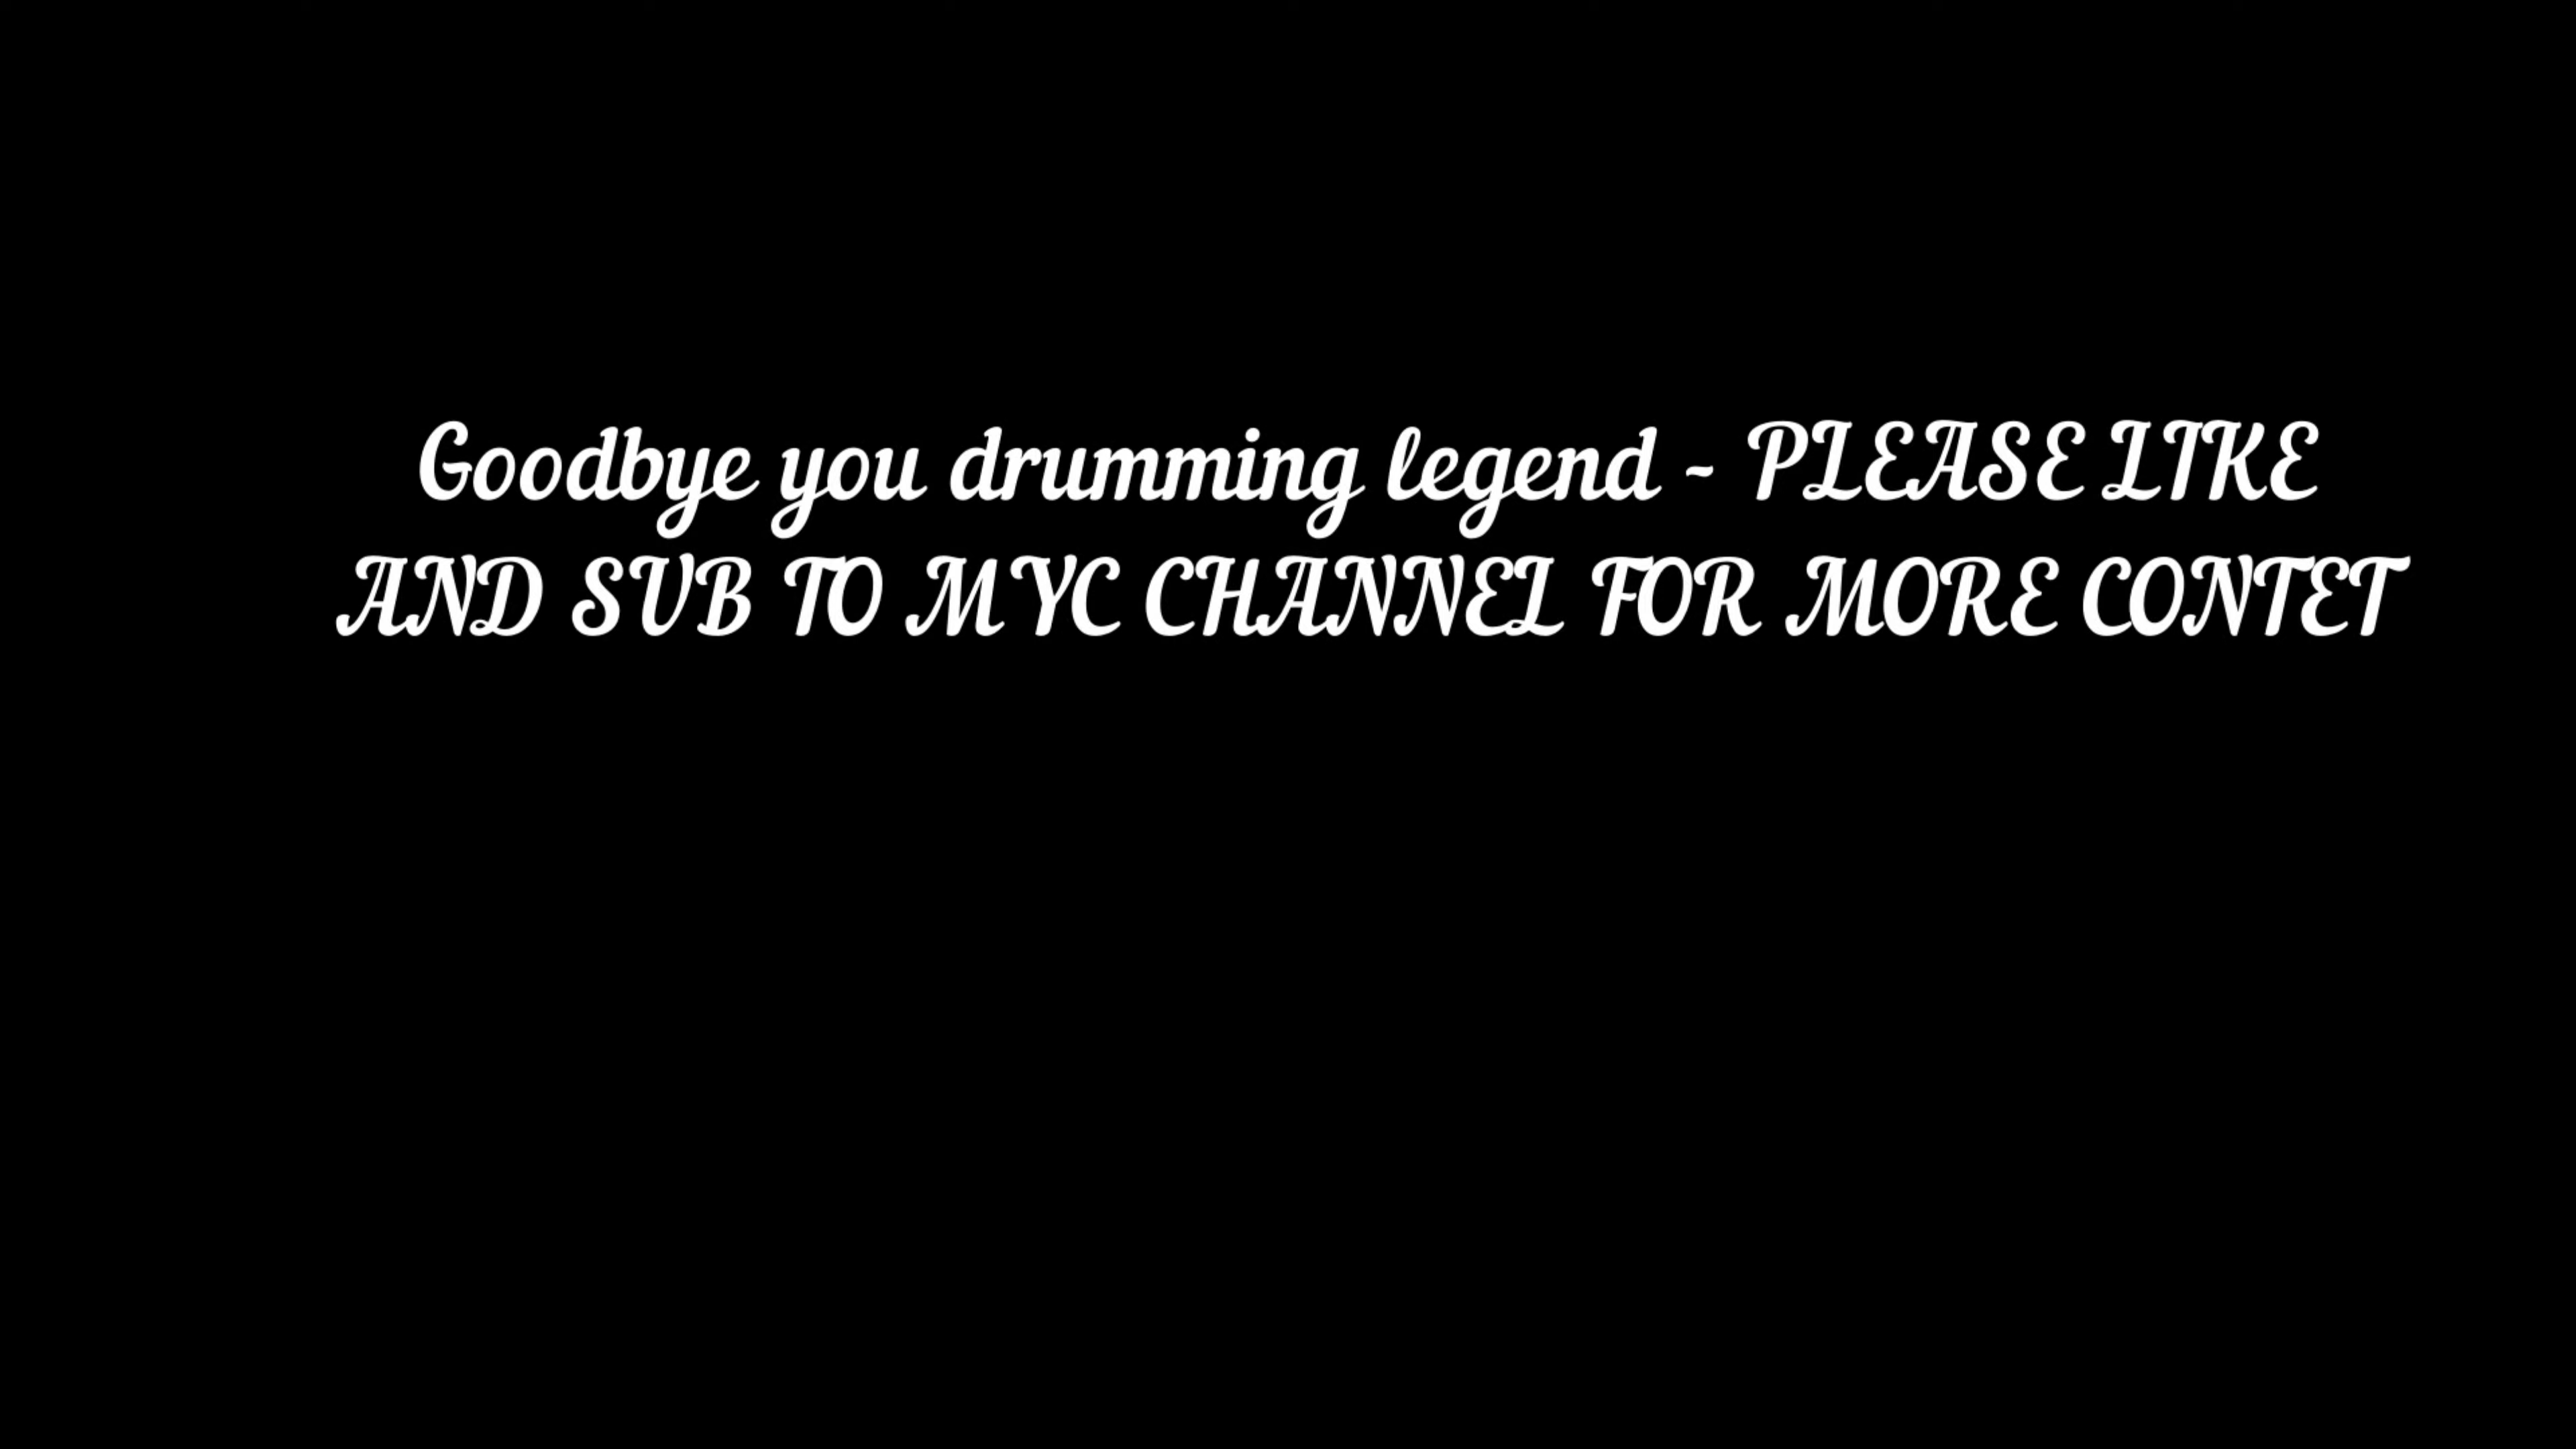 Goodbye you drumming legend - PLEASE LIKE
AND SUB TO MYC CHANNEL FOR MORE CONTET